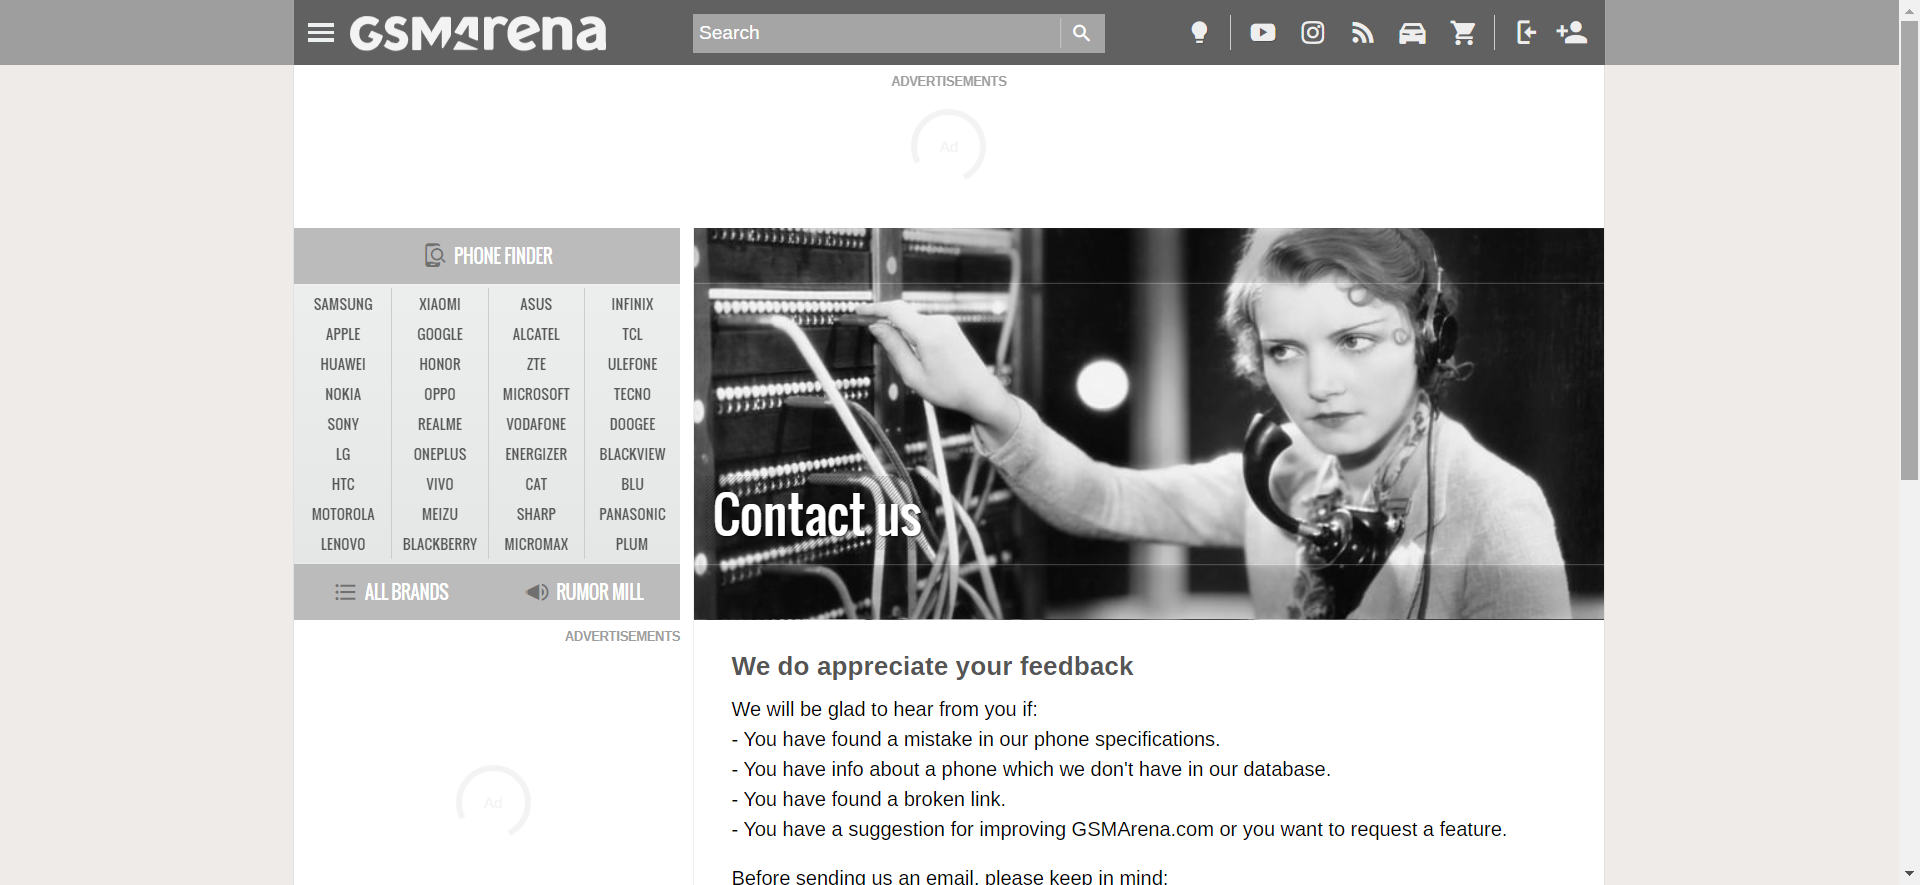 GSMArena
Search
ADVERTISEMENTS
Ad
PHONE FINDER
SAMSUNG XIAOMI ASUS INFINIX
APPLE GOOGLE ALCATEL TCL
HUAWEI HONOR ZTE ULEFONE
NOKIA OPPO MICROSOFT TECNO
SONY REALME VODAFONE DOOGEE
LG ONEPLUS ENERGIZER BLACKVIEW
HTC VIVO CAT BLU
MOTOROLA MEIZU SHARP PANASONIC
LENOVO BLACKBERRY MICROMAX PLUM
ALL BRANDS RUMOR MILL
ADVERTISEMENTS
Ad
Contact us
We do appreciate your feedback
We will be glad to hear from you if:
- You have found a mistake in our phone specifications.
- You have info about a phone which we don't have in our database.
- You have found a broken link.
- You have a suggestion for improving GSMArena.com or you want to request a feature.
Before sending us an email, please keep in mind: